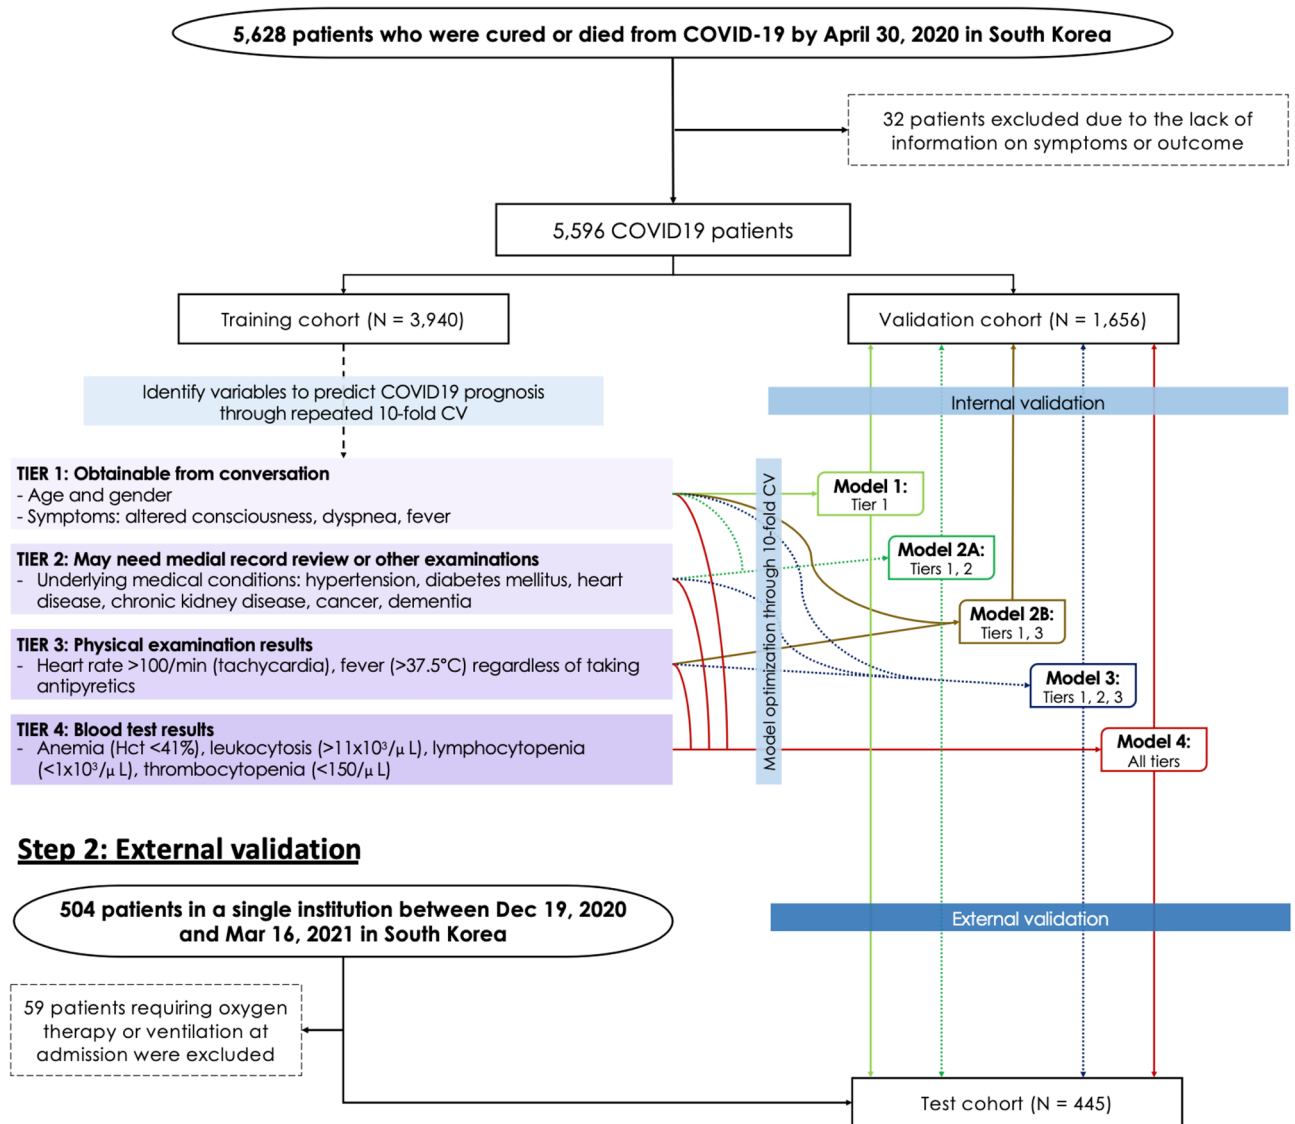 5,628 patients who were cured or died from COVID-19 by April 30, 2020 in South Korea
32 patients excluded due to the lack of
information on symptoms or outcome
5,596 COVID19 patients
Training cohort (N = 3,940)
Validation cohort (N = 1,656)
Identify variables to predict COVID19 prognosis
through repeated 10-fold CV
Internal validation
TIER 1: Obtainable from conversation
- Age and gender
- Symptoms: altered consciousness, dyspnea, fever
TIER 2: May need medial record review or other examinations
- Underlying medical conditions: hypertension, diabetes mellitus, heart
disease, chronic kidney disease, cancer, dementia
TIER 3: Physical examination results
- Heart rate >100/min (tachycardia), fever (>37.5°C) regardless of taking
antipyretics
TIER 4: Blood test results
- Anemia (Hct <41%), leukocytosis (>11x10³/μ L), lymphocytopenia
(<1x10³/μ L), thrombocytopenia (<150/μ L)
Model optimization through 10-fold CV
Model 1:
Tier 1
Model 2A:
Tiers 1, 2
Model 2B:
Tiers 1, 3
Model 3:
Tiers 1, 2, 3
Model 4:
All tiers
Step 2: External validation
504 patients in a single institution between Dec 19, 2020
and Mar 16, 2021 in South Korea
External validation
59 patients requiring oxygen
therapy or ventilation at
admission were excluded
Test cohort (N = 445)